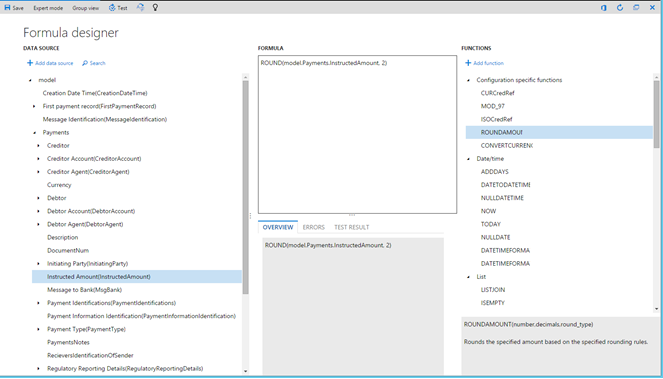 Save Expert mode Group view Test
Formula designer
DATA SOURCE
Add data source Search
model
Creation Date Time(CreationDateTime)
First payment record(FirstPaymentRecord)
Message Identification(MessageIdentification)
Payments
Creditor
Creditor Account(CreditorAccount)
Creditor Agent(CreditorAgent)
Currency
Debtor
Debtor Account(DebtorAccount)
Debtor Agent(DebtorAgent)
Description
DocumentNum
Initiating Party(InitiatingParty)
Instructed Amount(InstructedAmount)
Message to Bank(MsgBank)
Payment Identifications(PaymentIdentifications)
Payment Information Identification(PaymentInformationIdentification)
Payment Type(PaymentType)
PaymentsNotes
RecieversIdentificationOfSender
Regulatory Reporting Details(RegulatoryReportingDetails)
FORMULA
ROUND(model.Payments.InstructedAmount, 2)
OVERVIEW ERRORS TEST RESULT
ROUND(model.Payments.InstructedAmount, 2)
FUNCTIONS
Add function
Configuration specific functions
CURCredRef
MOD_97
ISOCredRef
ROUNDAMOUN
CONVERTCURRENC
Date/time
ADDDAYS
DATETODATETIME
NULLDATETIME
NOW
TODAY
NULLDATE
DATETIMEFORMA
DATETIMEFORMA
List
LISTJOIN
ISEMPTY
ROUNDAMOUNT(number.decimals.round_type)
Rounds the specified amount based on the specified rounding rules.